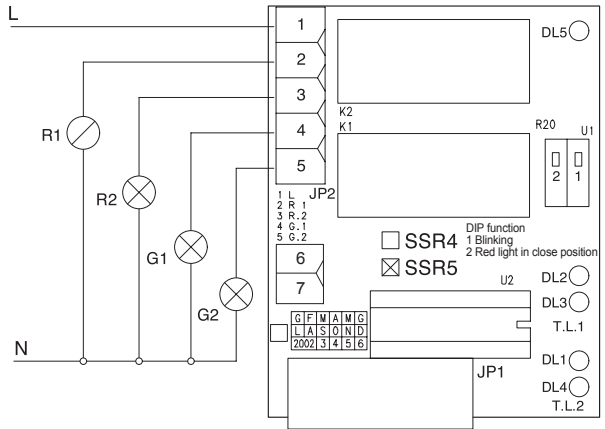 L
1
2
3
4
5
R1
R2
G1
G2
N
K2
K1
JP2
1 L
2 R 1
3 R.2
4 G.1
5 G.2
6
7
G F M A M G
L A S O N D
2002 3 4 5 6
DL5
R20
U1
2 1
DIP function
1 Blinking
2 Red light in close position
SSR4
SSR5
U2
DL2
DL3
T.L.1
JP1
DL1
DL4
T.L.2